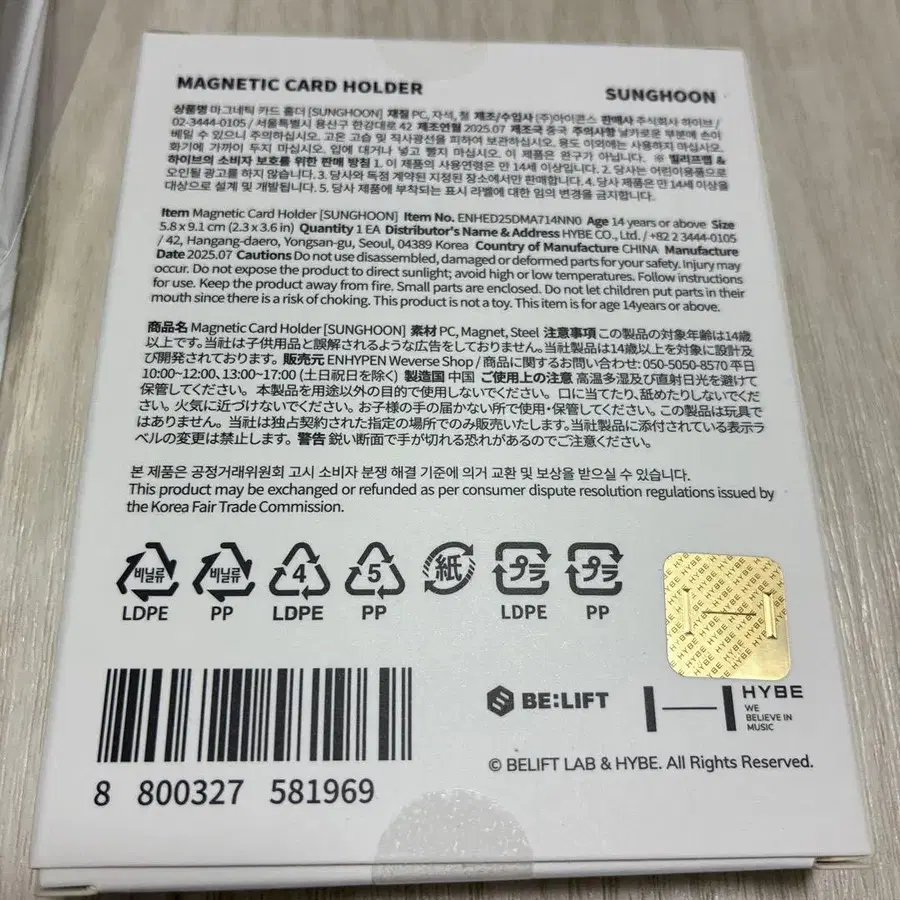 MAGNETIC CARD HOLDER
SUNGHOON
상품명 마그네틱 카드 홀더 [SUNGHOON] 재질 PC, 자석, 철 제조/수입사 (주)아이콘스 판매사 주식회사 하이브/
02-3444-0105 / 서울특별시 용산구 한강대로 42 제조연월 2025.07 제조국 중국 주의사항 날카로운 부분에 손이
베일 수 있으니 주의하십시오. 고온 고습 및 직사광선을 피하여 보관하십시오. 용도 이외에는 사용하지 마십시오.
화기에 가까이 두지 마십시오. 입에 대거나 넣고 빨지 마십시오. 이 제품은 완구가 아닙니다. ※ 빌리프랩 &
하이브의 소비자 보호를 위한 판매 방침 1. 이 제품의 사용연령은 만 14세 이상입니다. 2. 당사는 어린이용품으로
오인될 광고를 하지 않습니다. 3. 당사와 독점 계약된 지정된 장소에서만 판매합니다. 4. 당사 제품은 만 14세 이상을
대상으로 설계 및 개발됩니다. 5. 당사 제품에 부착되는 표시 라벨에 대한 임의 변경을 금지합니다.
Item Magnetic Card Holder [SUNGHOON] Item No. ENHED25DMA714NN0 Age 14 years or above Size
5.8 x 9.1 cm (2.3 x 3.6 in) Quantity 1 EA Distributor's Name & Address HYBE CO., Ltd. / +82 2 3444-0105
/ 42, Hangang-daero, Yongsan-gu, Seoul, 04389 Korea Country of Manufacture CHINA Manufacture
Date 2025.07 Cautions Do not use disassembled, damaged or deformed parts for your safety. Injury may
occur. Do not expose the product to direct sunlight; avoid high or low temperatures. Follow instructions
for use. Keep the product away from fire. Small parts are enclosed. Do not let children put parts in their
mouth since there is a risk of choking. This product is not a toy. This item is for age 14years or above.
商品名 Magnetic Card Holder [SUNGHOON] 素材 PC, Magnet, Steel 注意事項 この製品の対象年齢は14歳
以上です。当社は子供用品と誤解されるような広告をしておりません。当社製品は14歳以上を対象に設計及
び開発されております。 販売元 ENHYPEN Weverse Shop / 商品に関するお問い合わせ: 050-5050-8570 平日
10:00~12:00、13:00~17:00 (土日祝日を除く) 製造国 中国 ご使用上の注意 高温多湿及び直射日光を避けて
保管してください。 本製品を用途以外の目的で使用しないでください。 口に当てたり、舐めたりしないでくださ
い。 火気に近づけないでください。お子様の手の届かない所で使用・保管してください。 この製品は玩具で
はありません。 当社は独占契約された指定の場所でのみ販売いたします。当社製品に添付されている表示ラ
ベルの変更は禁止します。 警告 鋭い断面で手が切れる恐れがあるのでご注意ください。
본 제품은 공정거래위원회 고시 소비자 분쟁 해결 기준에 의거 교환 및 보상을 받으실 수 있습니다.
This product may be exchanged or refunded as per consumer dispute resolution regulations issued by
the Korea Fair Trade Commission.
비닐류 비닐류 4 5 紙 プラ プラ
LDPE PP LDPE PP LDPE PP
HYBE HYBE HYBE
BE:LIFT
HYBE
WE
BELIEVE IN
MUSIC
© BELIFT LAB & HYBE. All Rights Reserved.
8 800327 581969